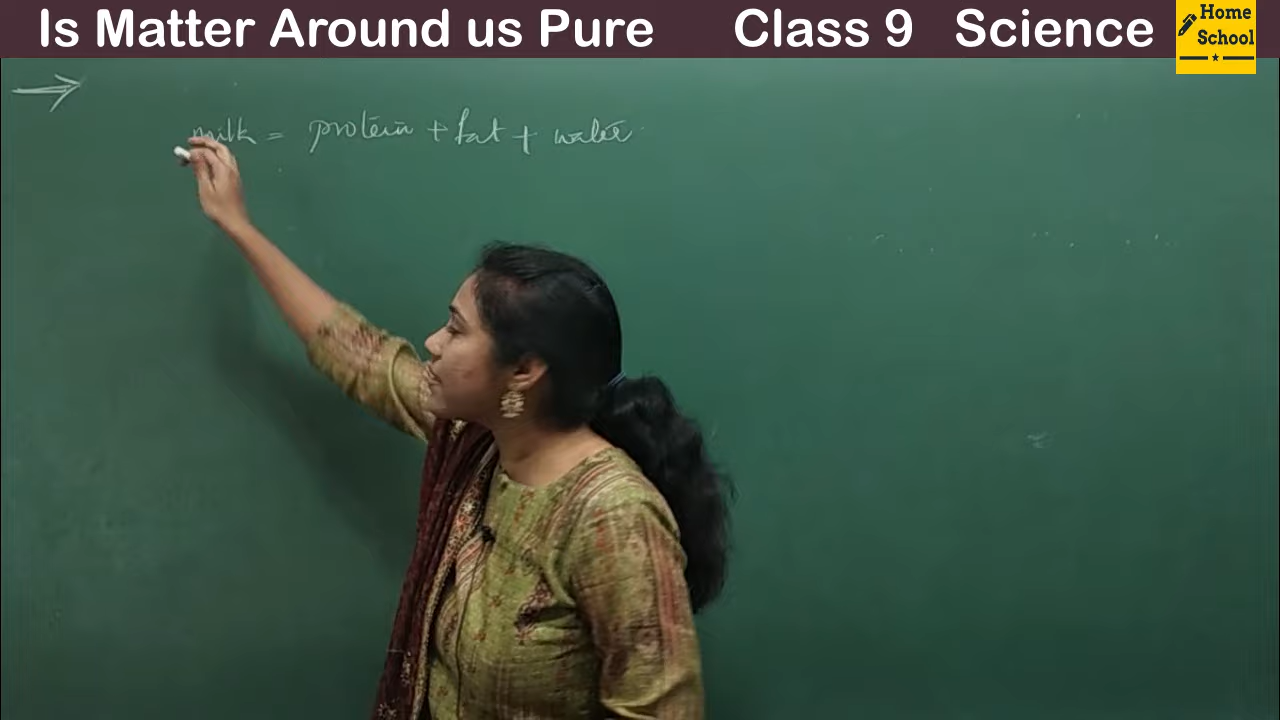 Is Matter Around us Pure Class 9 Science
Home
School
milk = protein + fat + water